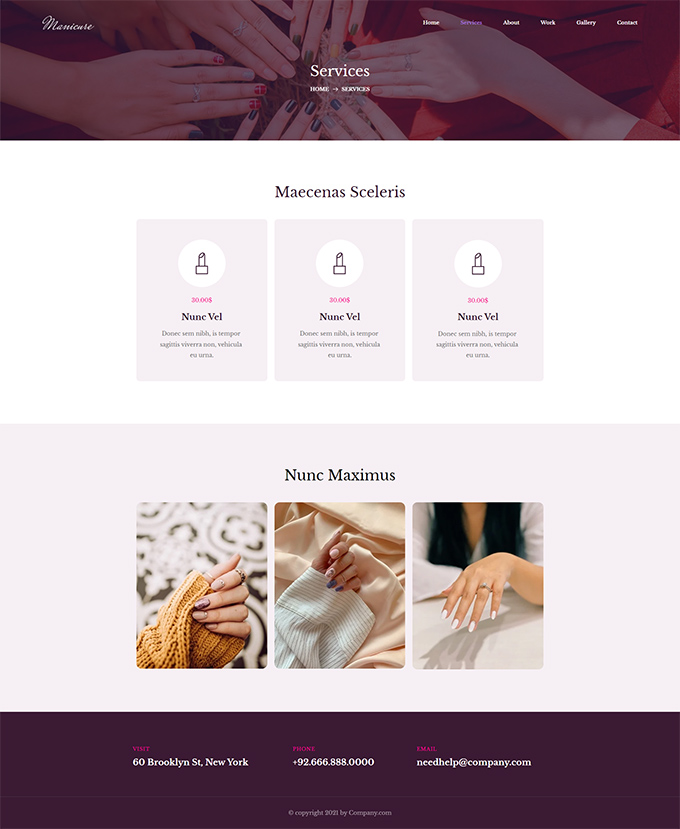 Manicure
Home Services About Work Gallery Contact
Services
HOME → SERVICES
Maecenas Sceleris
30.00$ 30.00$ 30.00$
Nunc Vel Nunc Vel Nunc Vel
Donec sem nibh, is tempor Donec sem nibh, is tempor Donec sem nibh, is tempor
sagittis viverra non, vehicula sagittis viverra non, vehicula sagittis viverra non, vehicula
eu urna. eu urna. eu urna.
Nunc Maximus
VISIT PHONE EMAIL
60 Brooklyn St, New York +92.666.888.0000 needhelp@company.com
© copyright 2021 by Company.com